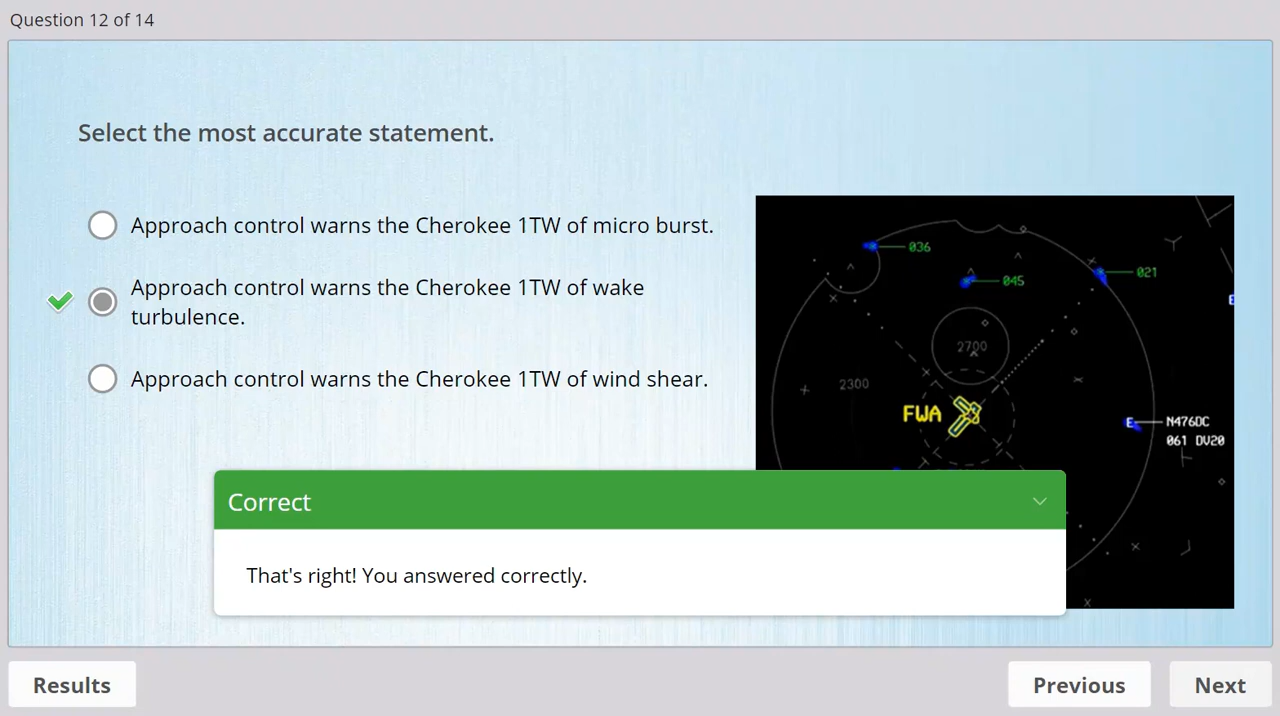 Question 12 of 14
Select the most accurate statement.
Approach control warns the Cherokee 1TW of micro burst.
Approach control warns the Cherokee 1TW of wake
turbulence.
Approach control warns the Cherokee 1TW of wind shear.
036
045
021
E
2700
2300
FWA
E
N476DC
061 DV20
Correct
That's right! You answered correctly.
Results
Previous
Next